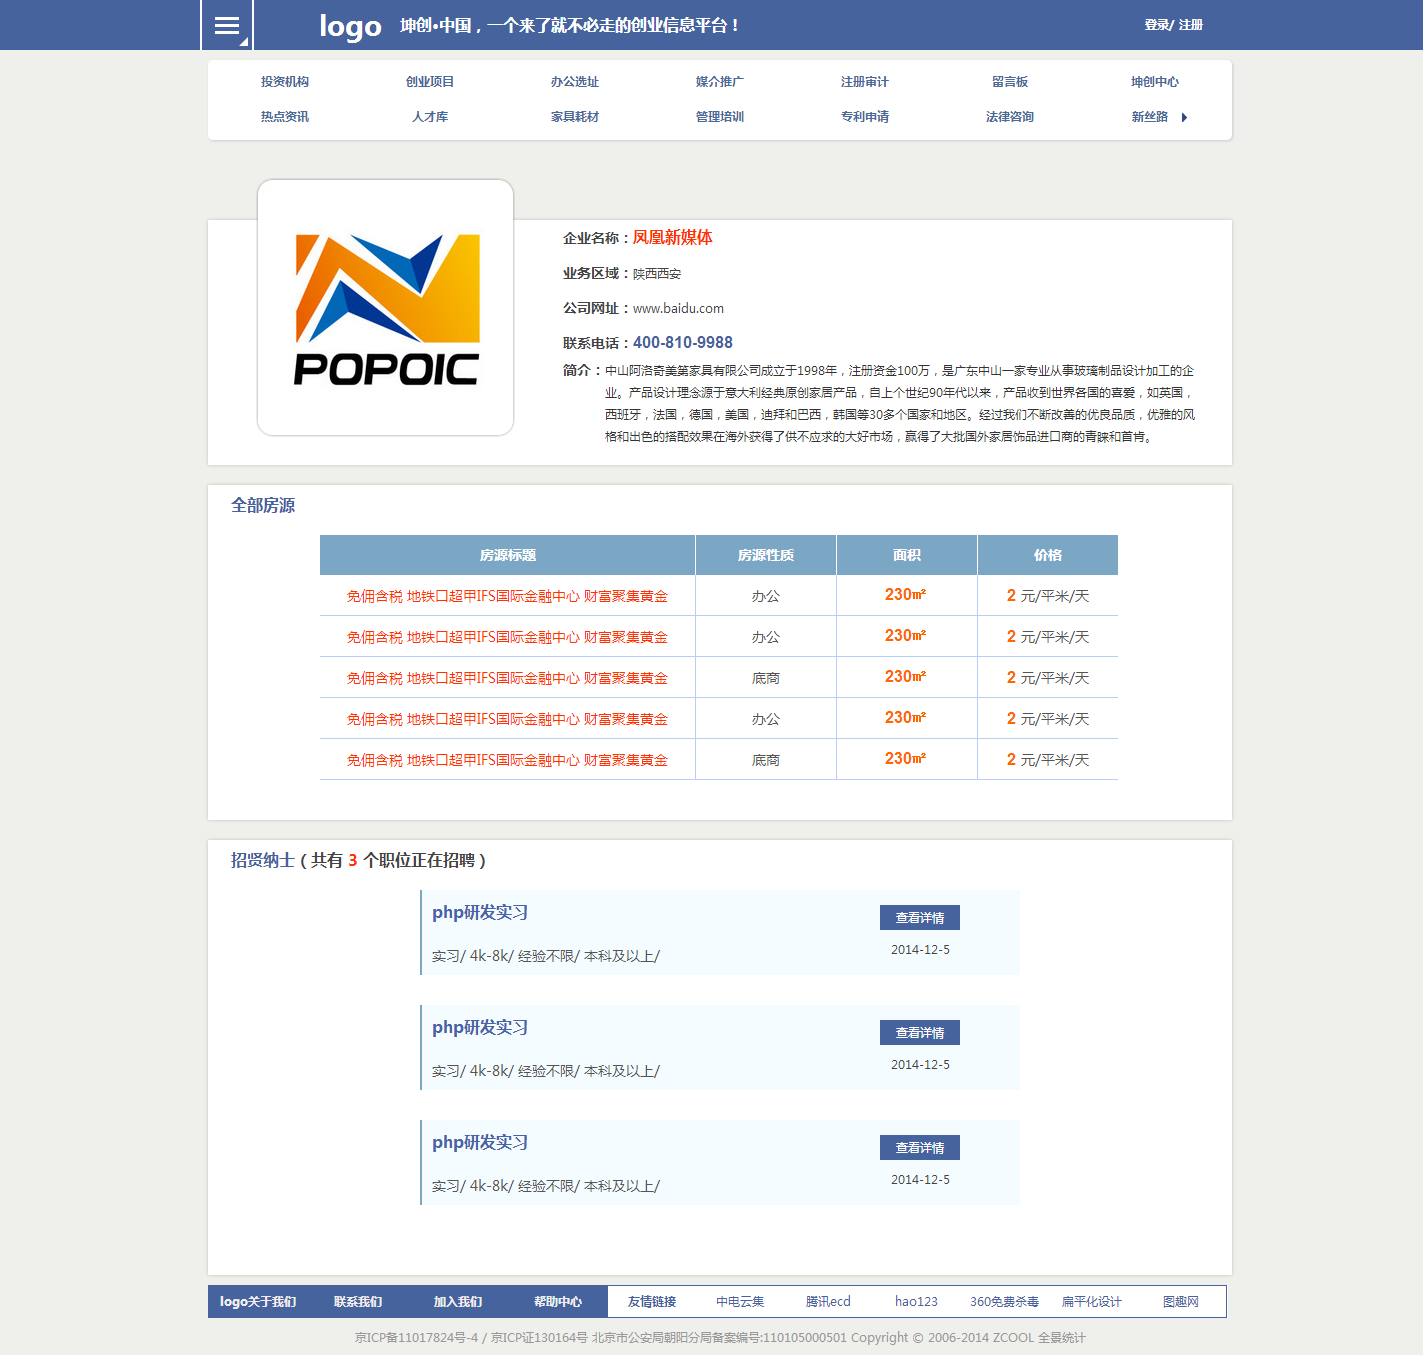 logo 坤创•中国，一个来了就不必走的创业信息平台！ 登录/ 注册
投资机构 创业项目 办公选址 媒介推广 注册审计 留言板 坤创中心
热点资讯 人才库 家具耗材 管理培训 专利申请 法律咨询 新丝路
POPOIC
企业名称：凤凰新媒体
业务区域：陕西西安
公司网址：www.baidu.com
联系电话：400-810-9988
简介：中山阿洛奇美第家具有限公司成立于1998年，注册资金100万，是广东中山一家专业从事玻璃制品设计加工的企
业。产品设计理念源于意大利经典原创家居产品，自上个世纪90年代以来，产品收到世界各国的喜爱，如英国，
西班牙，法国，德国，美国，迪拜和巴西，韩国等30多个国家和地区。经过我们不断改善的优良品质，优雅的风
格和出色的搭配效果在海外获得了供不应求的大好市场，赢得了大批国外家居饰品进口商的青睐和首肯。
全部房源
房源标题 房源性质 面积 价格
免佣含税 地铁口超甲IFS国际金融中心 财富聚集黄金 办公 230㎡ 2 元/平米/天
免佣含税 地铁口超甲IFS国际金融中心 财富聚集黄金 办公 230㎡ 2 元/平米/天
免佣含税 地铁口超甲IFS国际金融中心 财富聚集黄金 底商 230㎡ 2 元/平米/天
免佣含税 地铁口超甲IFS国际金融中心 财富聚集黄金 办公 230㎡ 2 元/平米/天
免佣含税 地铁口超甲IFS国际金融中心 财富聚集黄金 底商 230㎡ 2 元/平米/天
招贤纳士（共有 3 个职位正在招聘）
php研发实习 查看详情
实习/ 4k-8k/ 经验不限/ 本科及以上/ 2014-12-5
php研发实习 查看详情
实习/ 4k-8k/ 经验不限/ 本科及以上/ 2014-12-5
php研发实习 查看详情
实习/ 4k-8k/ 经验不限/ 本科及以上/ 2014-12-5
logo关于我们 联系我们 加入我们 帮助中心 友情链接 中电云集 腾讯ecd hao123 360免费杀毒 扁平化设计 图趣网
京ICP备11017824号-4 / 京ICP证130164号 北京市公安局朝阳分局备案编号:110105000501 Copyright © 2006-2014 ZCOOL 全景统计